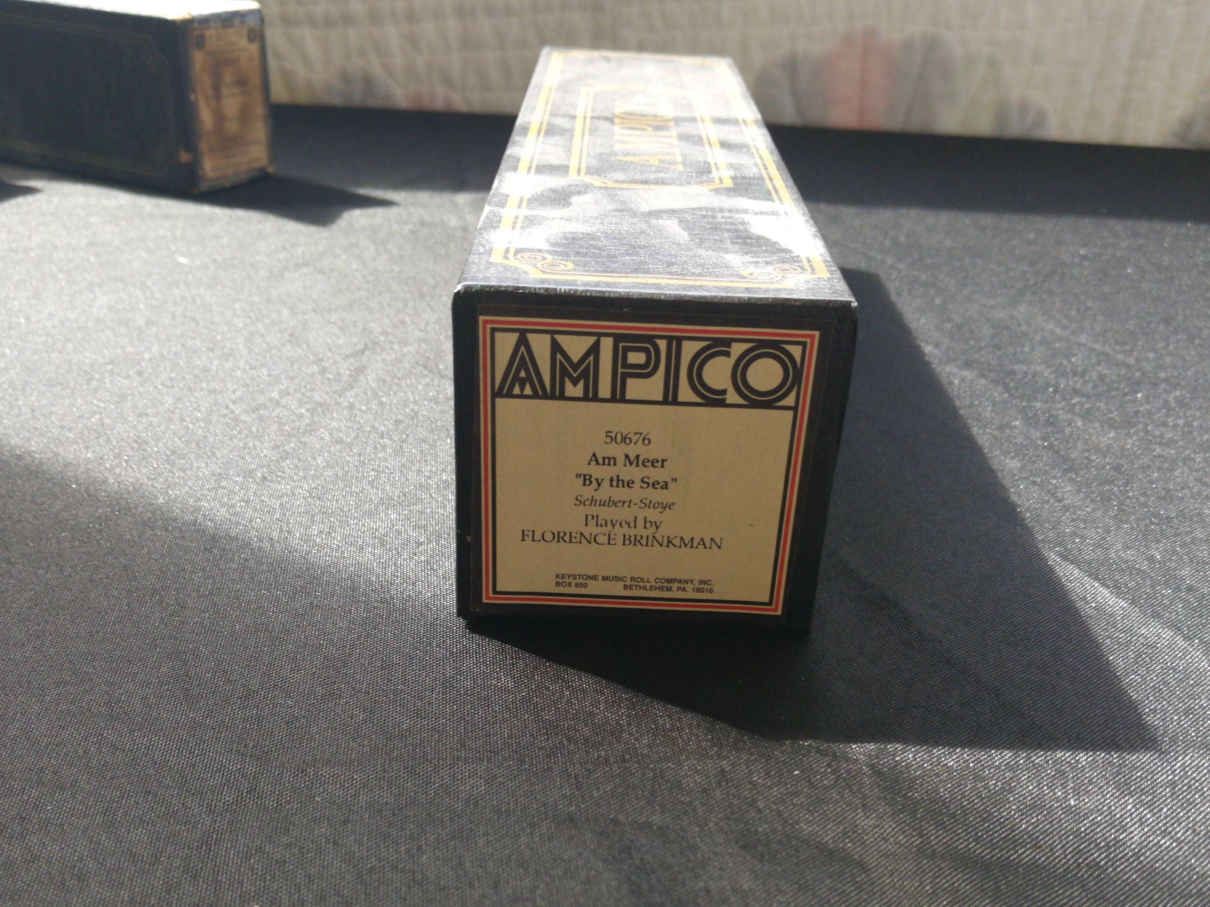 AMPICO
AMPICO
50676
Am Meer
"By the Sea"
Schubert-Stoye
Played by
FLORENCE BRINKMAN
KEYSTONE MUSIC ROLL COMPANY, INC.
BOX 650 BETHLEHEM, PA. 18016